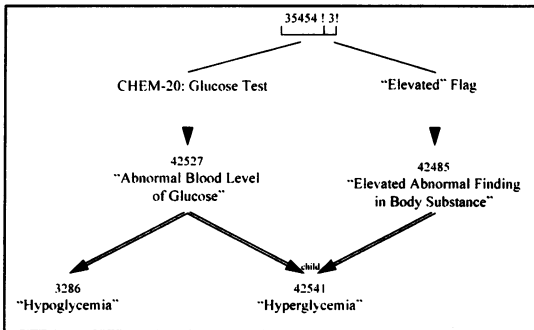 35454 ! 3!
CHEM-20: Glucose Test
"Elevated" Flag
42527
"Abnormal Blood Level
of Glucose"
42485
"Elevated Abnormal Finding
in Body Substance"
child
3286
"Hypoglycemia"
42541
"Hyperglycemia"